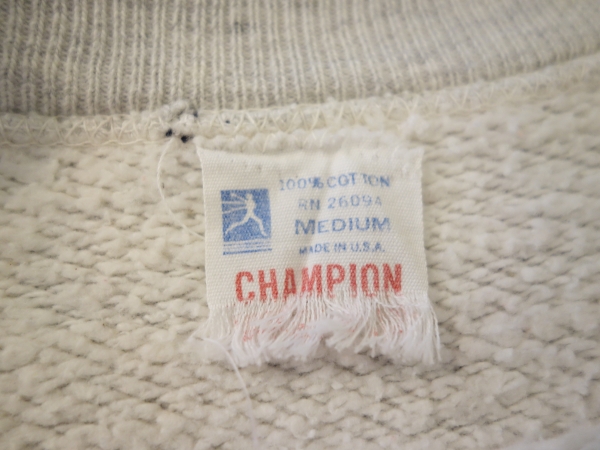 100% COTTON
RN 26094
MEDIUM
MADE IN U.S.A.
CHAMPION